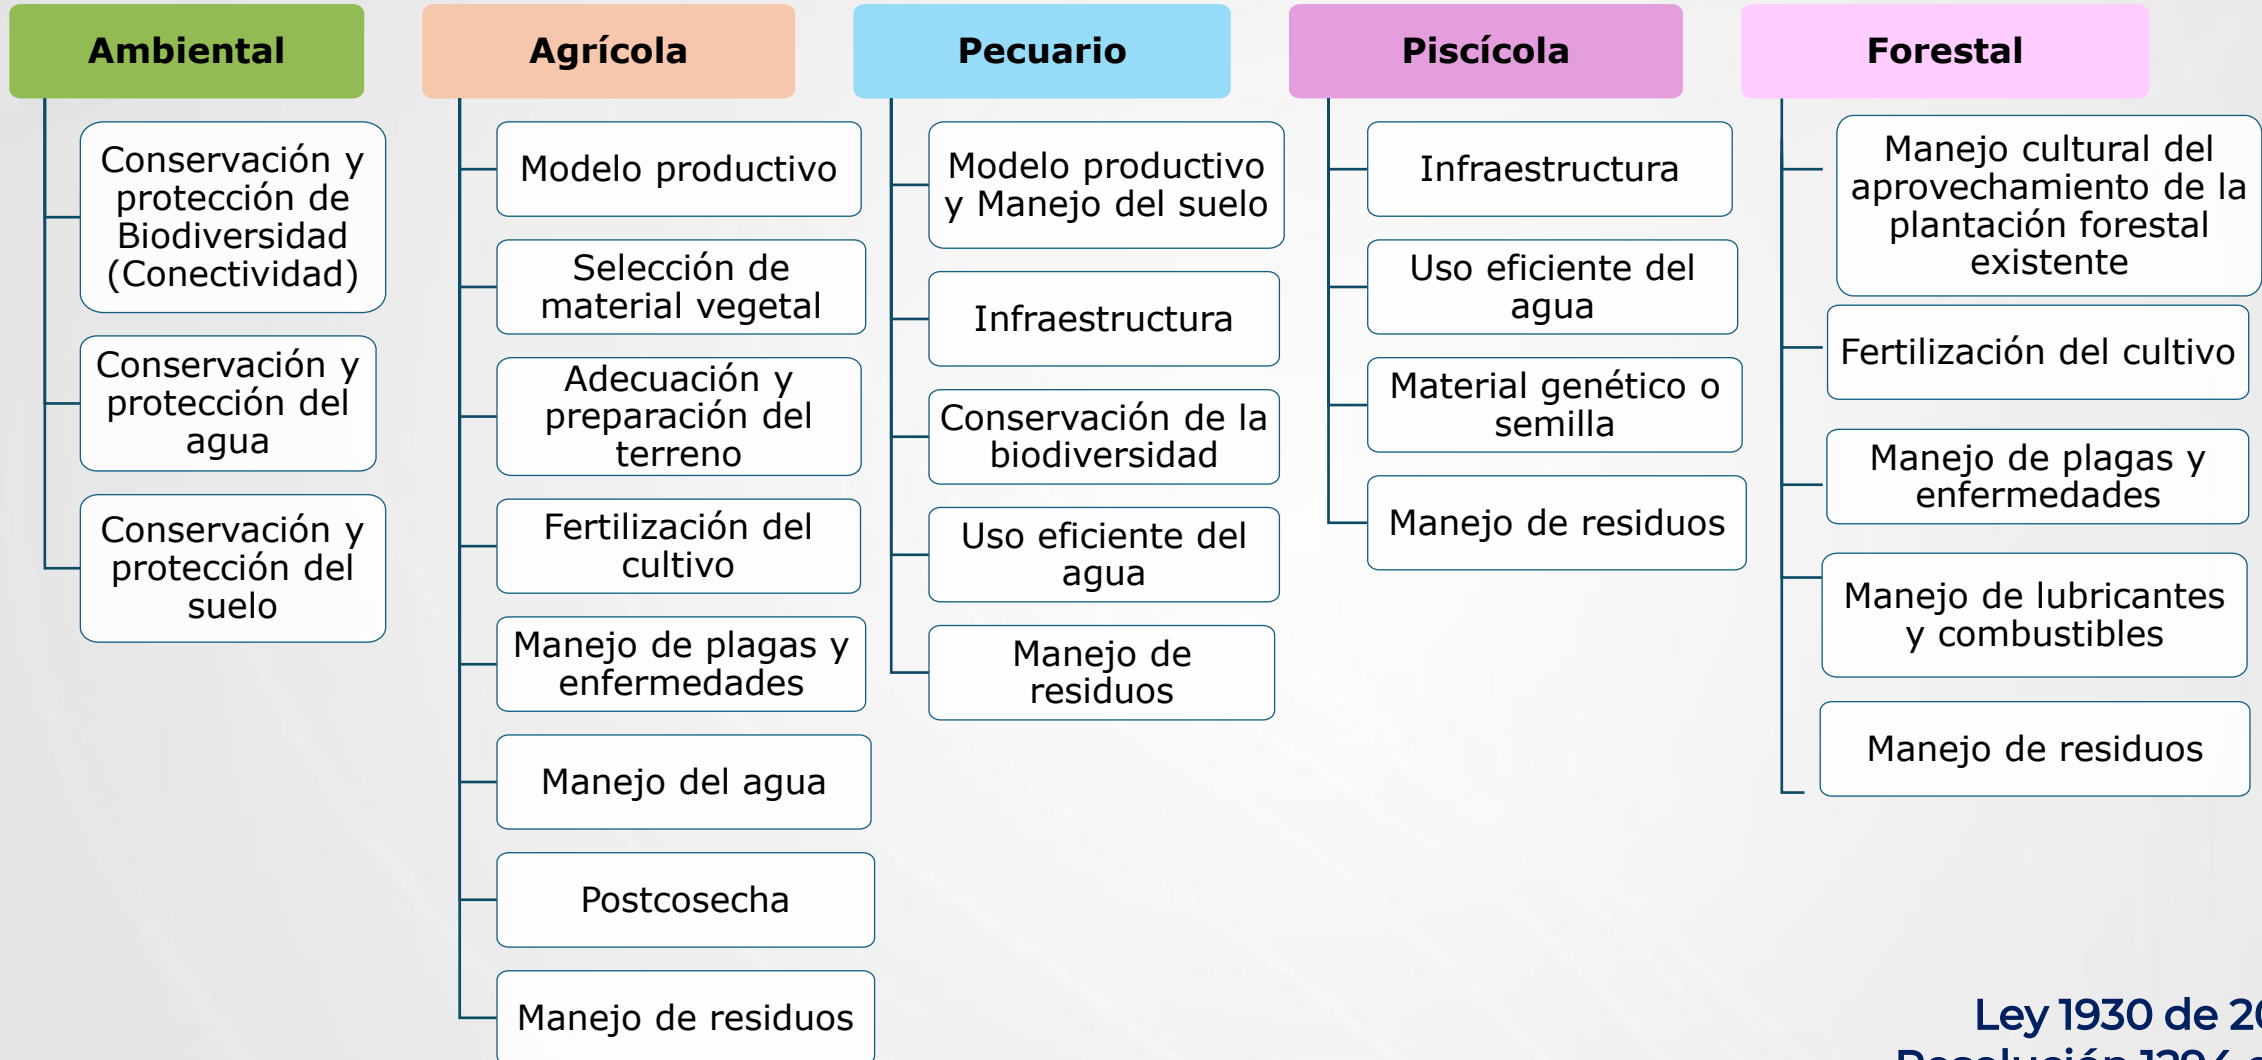 Ambiental
Conservación y
protección de
Biodiversidad
(Conectividad)
Conservación y
protección del
agua
Conservación y
protección del
suelo
Agrícola
Modelo productivo
Selección de
material vegetal
Adecuación y
preparación del
terreno
Fertilización del
cultivo
Manejo de plagas y
enfermedades
Manejo del agua
Postcosecha
Manejo de residuos
Pecuario
Modelo productivo
y Manejo del suelo
Infraestructura
Conservación de la
biodiversidad
Uso eficiente del
agua
Manejo de
residuos
Piscícola
Infraestructura
Uso eficiente del
agua
Material genético o
semilla
Manejo de residuos
Forestal
Manejo cultural del
aprovechamiento de la
plantación forestal
existente
Fertilización del cultivo
Manejo de plagas y
enfermedades
Manejo de lubricantes
y combustibles
Manejo de residuos
Ley 1930 de
Resolución 1294